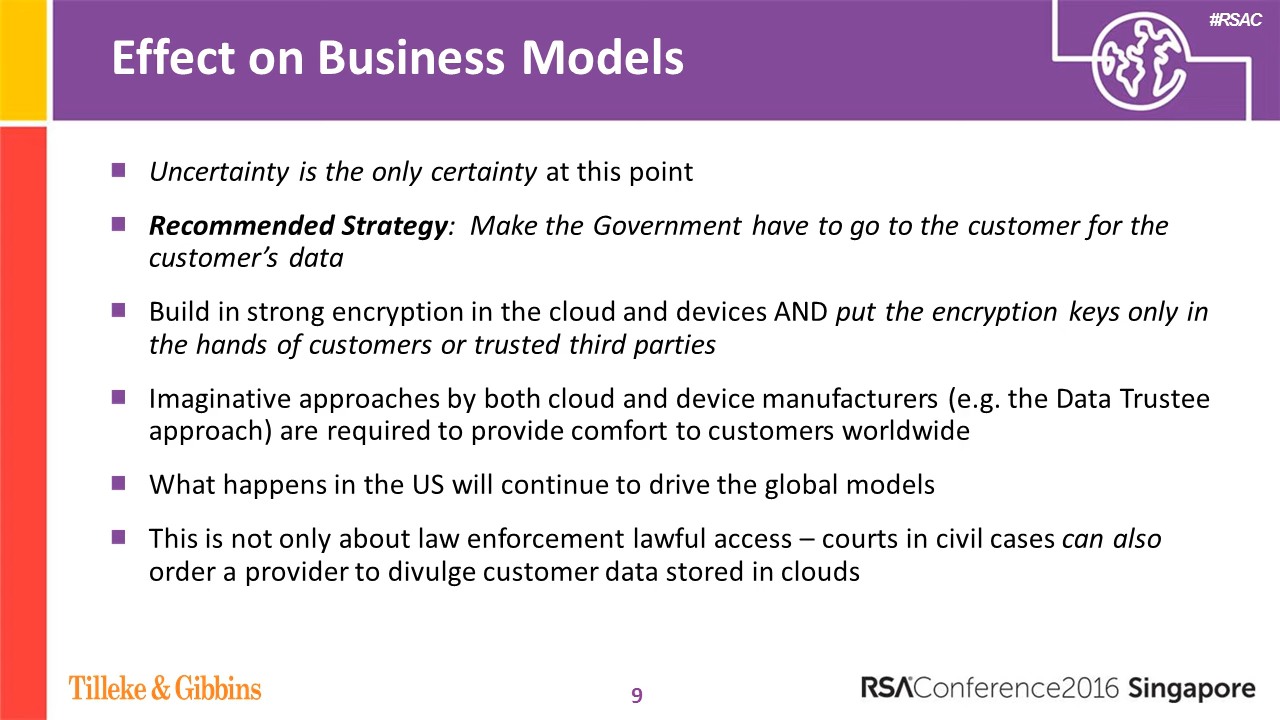 #RSAC
Effect on Business Models
Uncertainty is the only certainty at this point
Recommended Strategy:  Make the Government have to go to the customer for the
customer’s data
Build in strong encryption in the cloud and devices AND put the encryption keys only in
the hands of customers or trusted third parties
Imaginative approaches by both cloud and device manufacturers (e.g. the Data Trustee
approach) are required to provide comfort to customers worldwide
What happens in the US will continue to drive the global models
This is not only about law enforcement lawful access – courts in civil cases can also
order a provider to divulge customer data stored in clouds
Tilleke & Gibbins
9
RSAConference2016 Singapore